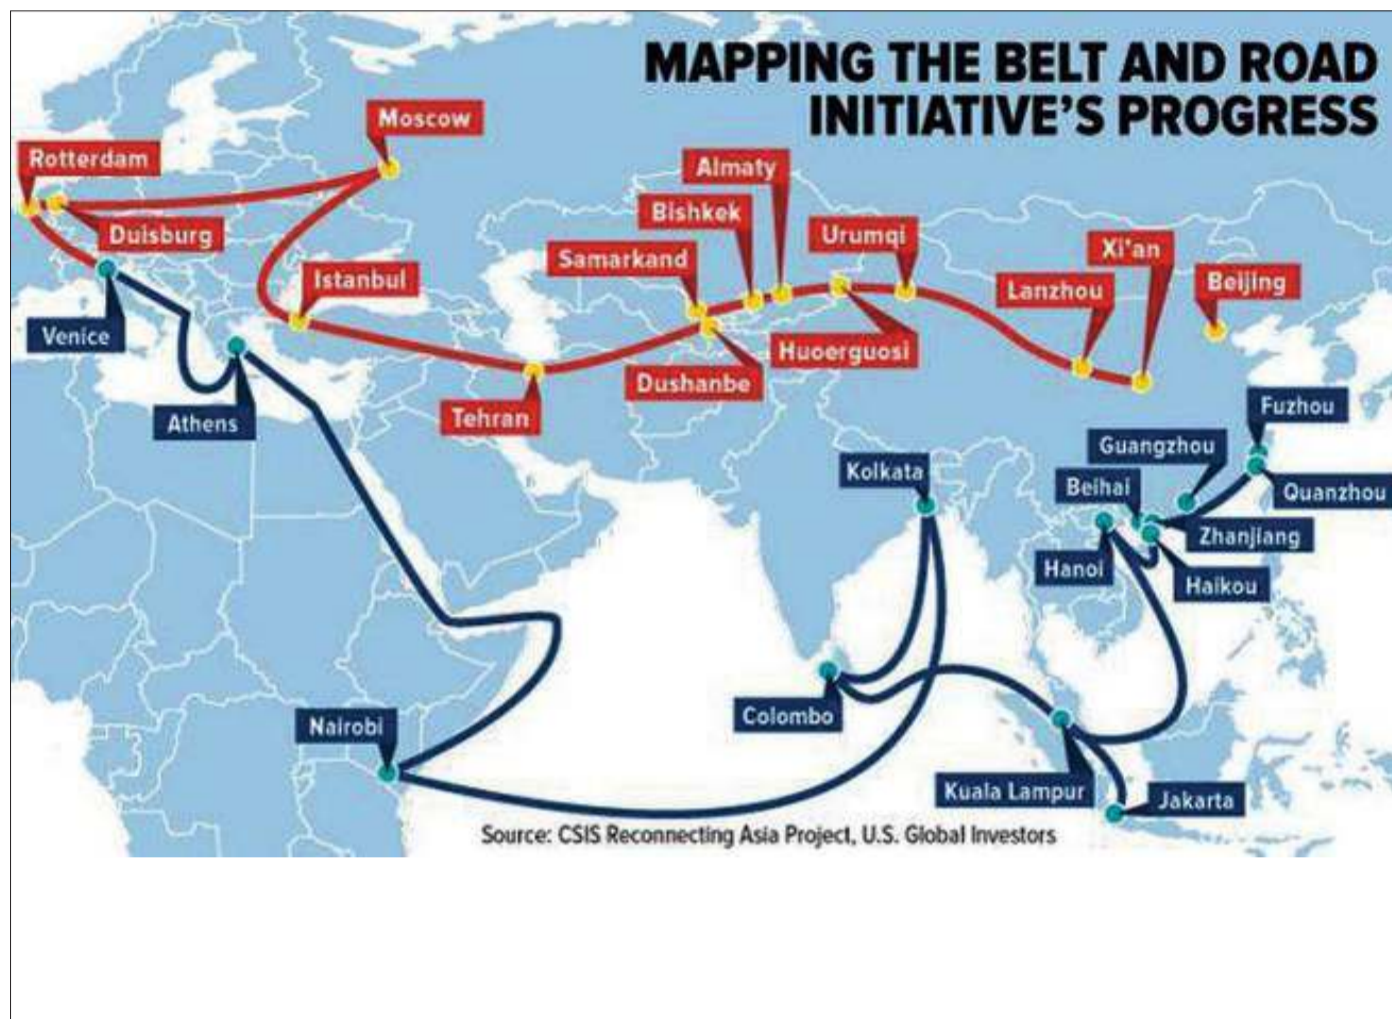 MAPPING THE BELT AND ROAD
INITIATIVE'S PROGRESS
Moscow
Rotterdam
Almaty
Bishkek
Duisburg
Urumqi
Xi'an
Samarkand
Istanbul
Beijing
Lanzhou
Venice
Huoerguosi
Dushanbe
Fuzhou
Tehran
Athens
Guangzhou
Kolkata
Beihai
Quanzhou
Zhanjiang
Hanoi
Haikou
Colombo
Nairobi
Kuala Lampur
Jakarta
Source: CSIS Reconnecting Asia Project, U.S. Global Investors